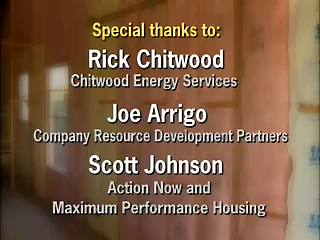 Special thanks to:
Rick Chitwood
Chitwood Energy Services
Joe Arrigo
Company Resource Development Partners
Scott Johnson
Action Now and
Maximum Performance Housing